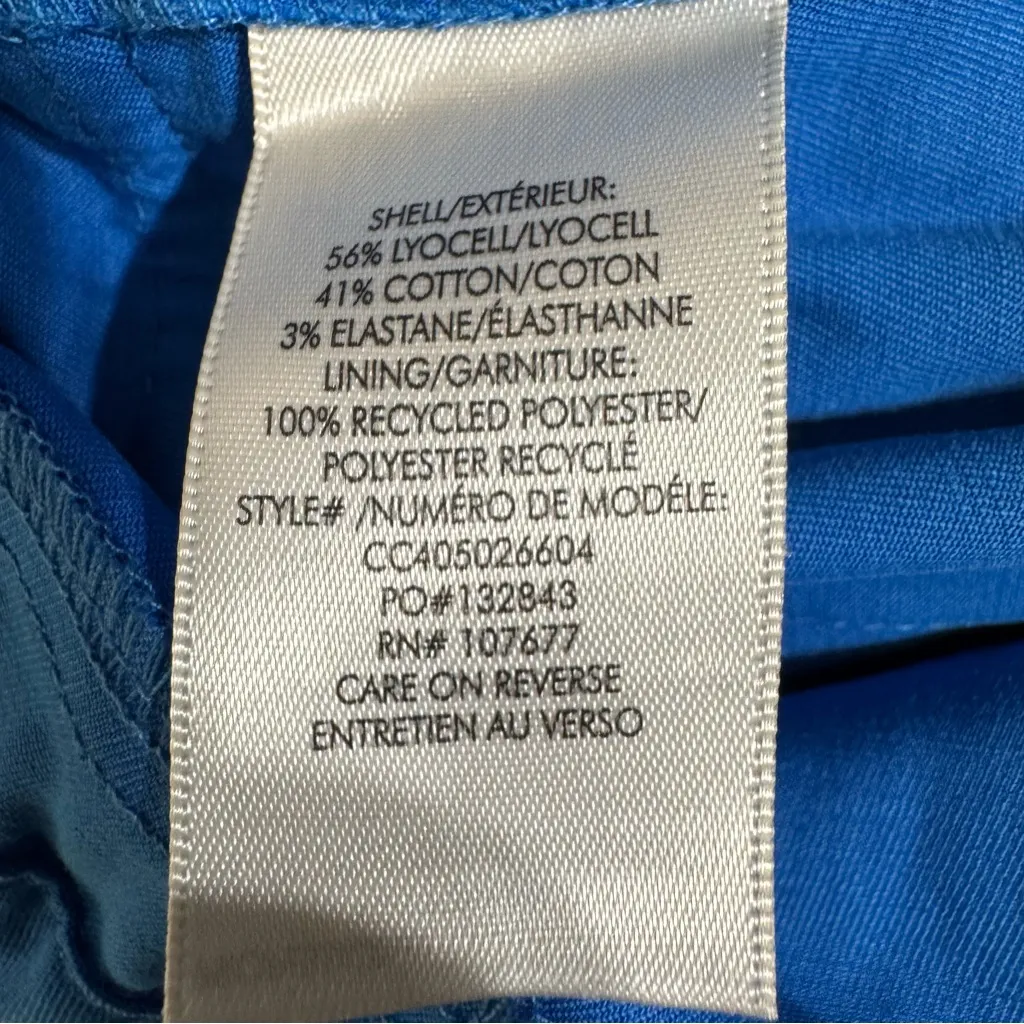 SHELL/EXTÉRIEUR:
56% LYOCELL/LYOCELL
41% COTTON/COTON
3% ELASTANE/ÉLASTHANNE
LINING/GARNITURE:
100% RECYCLED POLYESTER/
POLYESTER RECYCLÉ
STYLE# /NUMÉRO DE MODÉLE:
CC405026604
PO#132843
RN# 107677
CARE ON REVERSE
ENTRETIEN AU VERSO